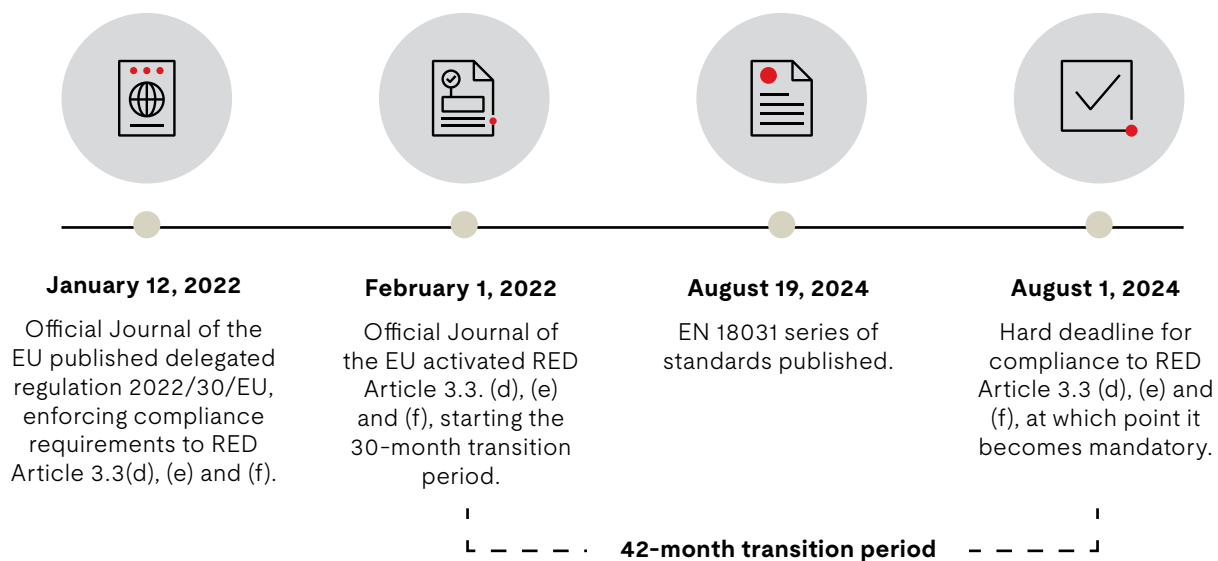 January 12, 2022
Official Journal of the
EU published delegated
regulation 2022/30/EU,
enforcing compliance
requirements to RED
Article 3.3(d), (e) and (f).
February 1, 2022
Official Journal of
the EU activated RED
Article 3.3. (d), (e)
and (f), starting the
30-month transition
period.
August 19, 2024
EN 18031 series of
standards published.
August 1, 2024
Hard deadline for
compliance to RED
Article 3.3 (d), (e) and
(f), at which point it
becomes mandatory.
42-month transition period